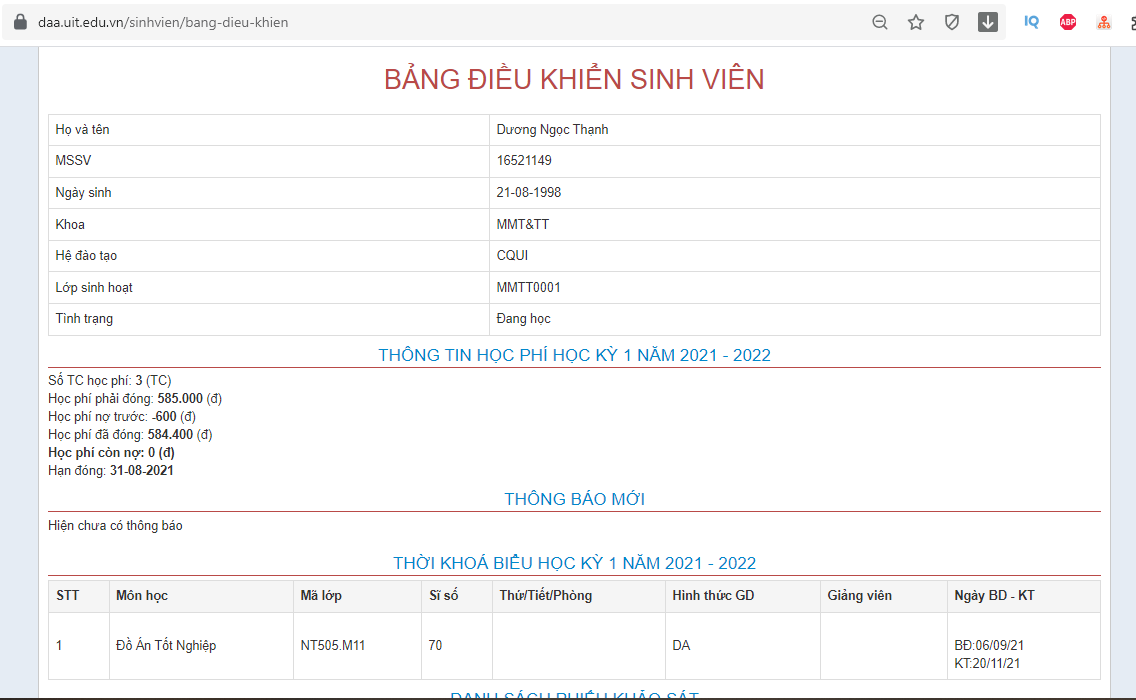 daa.uit.edu.vn/sinhvien/bang-dieu-khien IQ ABP
BẢNG ĐIỀU KHIỂN SINH VIÊN
Họ và tên Dương Ngọc Thạnh
MSSV 16521149
Ngày sinh 21-08-1998
Khoa MMT&TT
Hệ đào tạo CQUI
Lớp sinh hoạt MMTT0001
Tình trạng Đang học
THÔNG TIN HỌC PHÍ HỌC KỲ 1 NĂM 2021 - 2022
Số TC học phí: 3 (TC)
Học phí phải đóng: 585.000 (đ)
Học phí nợ trước: -600 (đ)
Học phí đã đóng: 584.400 (đ)
Học phí còn nợ: 0 (đ)
Hạn đóng: 31-08-2021
THÔNG BÁO MỚI
Hiện chưa có thông báo
THỜI KHOÁ BIỂU HỌC KỲ 1 NĂM 2021 - 2022
STT Môn học Mã lớp Sĩ số Thứ/Tiết/Phòng Hình thức GD Giảng viên Ngày BD - KT
1 Đồ Án Tốt Nghiệp NT505.M11 70 DA BĐ:06/09/21
KT:20/11/21
DANH SÁCH PHIẾU KHẢO SÁT